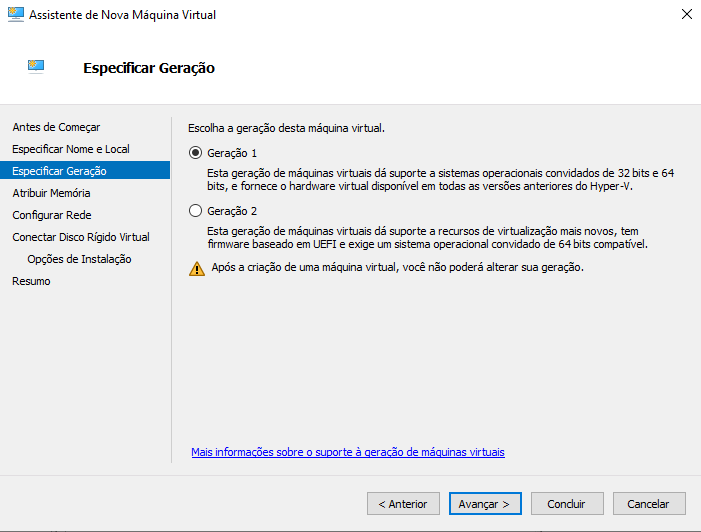 Assistente de Nova Máquina Virtual
Especificar Geração
Antes de Começar
Especificar Nome e Local
Especificar Geração
Atribuir Memória
Configurar Rede
Conectar Disco Rígido Virtual
Opções de Instalação
Resumo
Escolha a geração desta máquina virtual.
Geração 1
Esta geração de máquinas virtuais dá suporte a sistemas operacionais convidados de 32 bits e 64
bits, e fornece o hardware virtual disponível em todas as versões anteriores do Hyper-V.
Geração 2
Esta geração de máquinas virtuais dá suporte a recursos de virtualização mais novos, tem
firmware baseado em UEFI e exige um sistema operacional convidado de 64 bits compatível.
Após a criação de uma máquina virtual, você não poderá alterar sua geração.
Mais informações sobre o suporte à geração de máquinas virtuais
< Anterior
Avançar >
Concluir
Cancelar